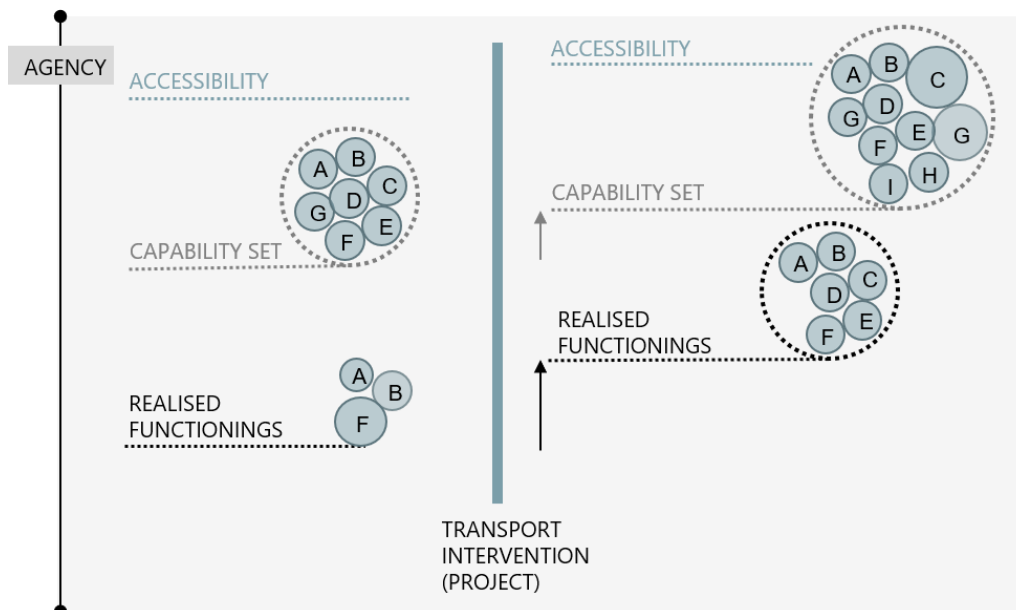 AGENCY
ACCESSIBILITY
A
B
C
D
G
E
F
CAPABILITY SET
A
B
F
REALISED
FUNCTIONINGS
TRANSPORT
INTERVENTION
(PROJECT)
ACCESSIBILITY
A
B
C
D
G
E
G
F
H
I
CAPABILITY SET
A
B
C
D
E
F
REALISED
FUNCTIONINGS